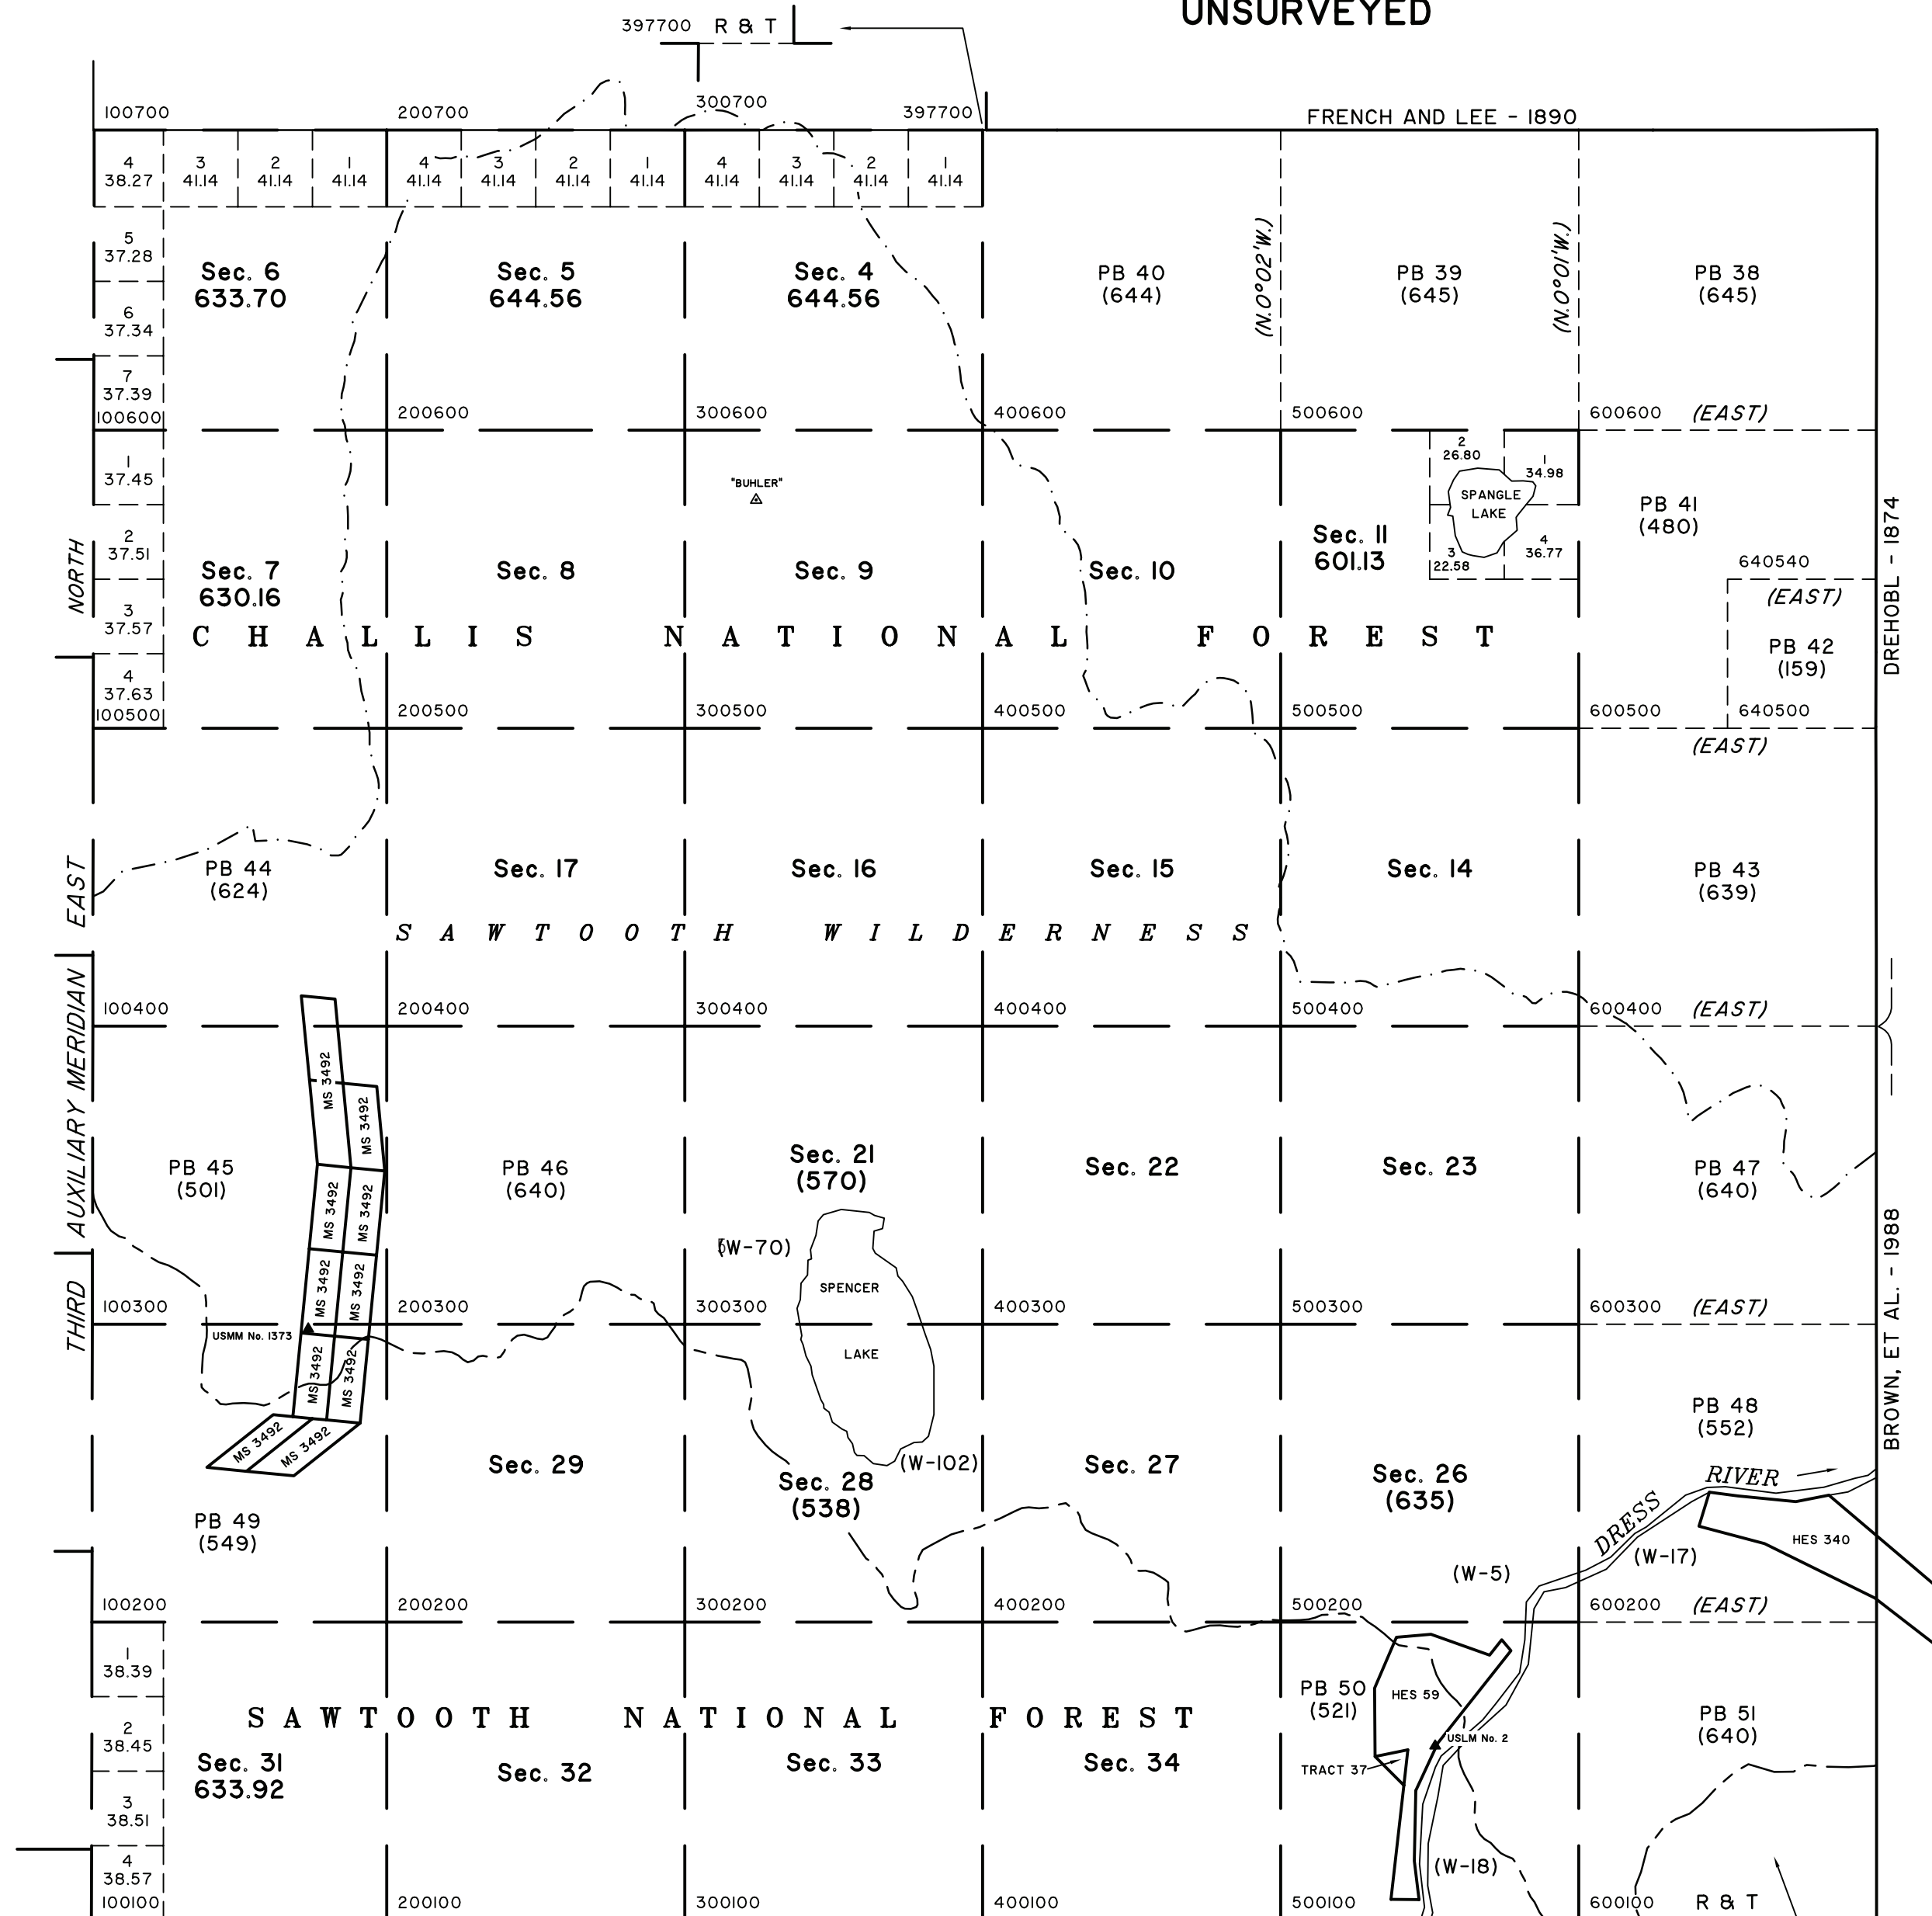 UNSURVEYED
397700 R & T
100700 200700 300700 397700 FRENCH AND LEE - 1890
4 3 2 1 4 3 2 1 4 3 2 1
38.27 41.14 41.14 41.14 41.14 41.14 41.14 41.14 41.14 41.14 41.14 41.14
(N.0°02'W.) (N.0°01'W.)
5
37.28
Sec. 6 Sec. 5 Sec. 4 PB 40 PB 39 PB 38
633.70 644.56 644.56 (644) (645) (645)
6
37.34
7
37.39
100600 200600 300600 400600 500600 600600 (EAST)
1
37.45
"BUHLER"
2
26.80
1
34.98
SPANGLE
LAKE
PB 41
(480)
2
37.51
Sec. 7 Sec. 8 Sec. 9 Sec. 10 Sec. 11
630.16 601.13
3
22.58
4
36.77
640540
(EAST)
3
37.57
CHALLIS NATIONAL FOREST
PB 42
(159)
4
37.63
100500 200500 300500 400500 500500 600500 640500
(EAST)
NORTH
DREHOBL - 1874
PB 44 Sec. 17 Sec. 16 Sec. 15 Sec. 14 PB 43
(624) (639)
SAWTOOTH WILDERNESS
THIRD AUXILIARY MERIDIAN EAST
100400 200400 300400 400400 500400 600400 (EAST)
MS 3492
MS 3492
PB 45 PB 46 Sec. 21 Sec. 22 Sec. 23 PB 47
(501) (640) (570) (640)
MS 3492
MS 3492
(W-70)
MS 3492
MS 3492
SPENCER
LAKE
100300 200300 300300 400300 500300 600300 (EAST)
USMM No. 1373
MS 3492
MS 3492
BROWN, ET AL. - 1988
MS 3492
MS 3492
PB 48
(552)
Sec. 29 Sec. 28 Sec. 27 Sec. 26
(538) (635)
(W-102)
DRESS RIVER
PB 49
(549)
HES 340
(W-5) (W-17)
100200 200200 300200 400200 500200 600200 (EAST)
1
38.39
PB 50
(521)
HES 59
PB 51
(640)
SAWTOOTH NATIONAL FOREST
2
38.45
USLM No. 2
Sec. 31 Sec. 32 Sec. 33 Sec. 34
633.92
TRACT 37
3
38.51
4
38.57
(W-18)
100100 200100 300100 400100 500100 600100 R & T